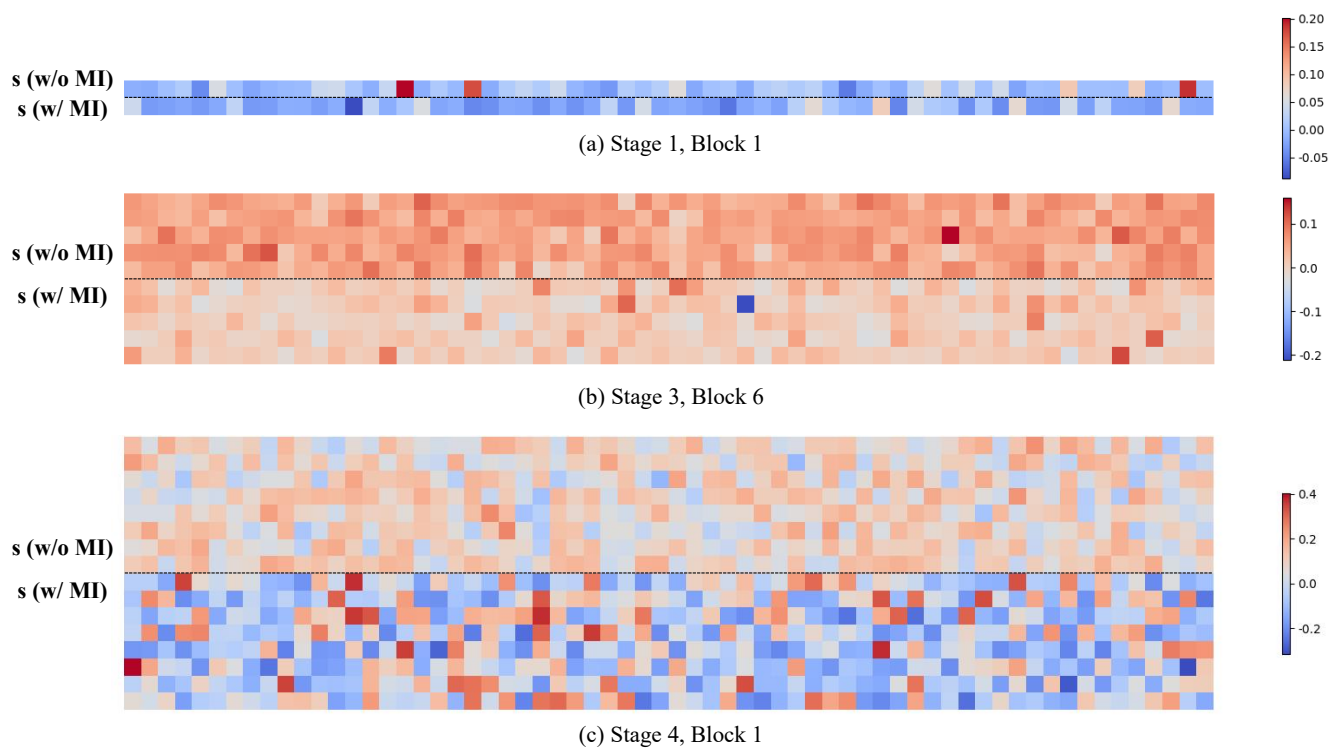 0.20
s (w/o MI)
0.15
s (w/ MI)
0.10
0.05
0.00
-0.05
(a) Stage 1, Block 1
s (w/o MI)
s (w/ MI)
0.1
0.0
-0.1
-0.2
(b) Stage 3, Block 6
s (w/o MI)
s (w/ MI)
0.4
0.2
0.0
-0.2
(c) Stage 4, Block 1